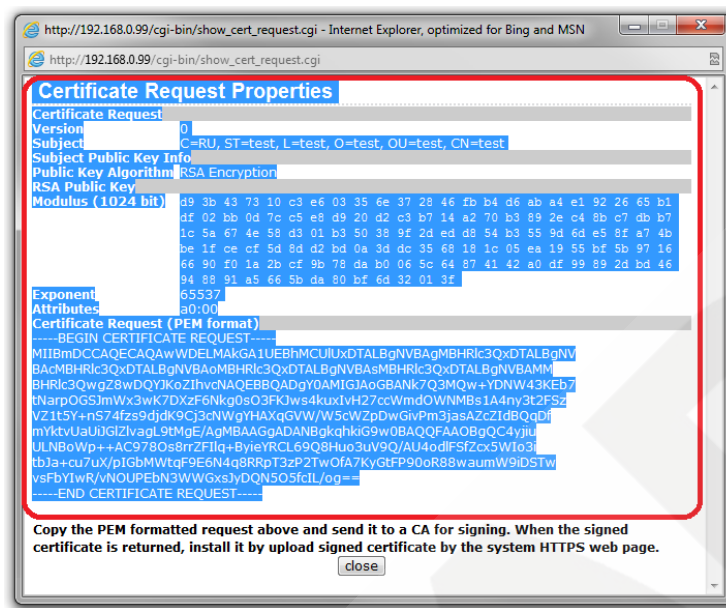 http://192.168.0.99/cgi-bin/show_cert_request.cgi - Internet Explorer, optimized for Bing and MSN
http://192.168.0.99/cgi-bin/show_cert_request.cgi
Certificate Request Properties
Certificate Request
Version 0
Subject C=RU, ST=test, L=test, O=test, OU=test, CN=test
Subject Public Key Info
Public Key Algorithm RSA Encryption
RSA Public Key
Modulus (1024 bit) d9 3b 43 73 10 c3 e6 03 35 6e 37 28 46 fb b4 d6 ab a4 e1 92 26 65 b1
df 02 bb 0d 7c c5 e8 d9 20 d2 c3 b7 14 a2 70 b3 89 2e c4 8b c7 db b7
1c 5a 67 4e 58 d3 01 b3 50 38 9f 2d ed d8 54 b3 55 9d 6d e5 8f a7 4b
be 1f ce cf 5d 8d d2 bd 0a 3d dc 35 68 18 1c 05 ea 19 55 bf 5b 97 16
66 90 f0 1a 2b cf 9b 78 da b0 06 5c 64 87 41 42 a0 df 99 89 2d bd 46
94 88 91 a5 66 5b da 80 bf 6d 32 01 3f
Exponent 65537
Attributes a0:00
Certificate Request (PEM format)
-----BEGIN CERTIFICATE REQUEST-----
MIIBmDCCAQECAQAwWDELMAkGA1UEBhMCUlUxDTALBgNVBAgMBHRlc3QxDTALBgNV
BAcMBHRlc3QxDTALBgNVBAoMBHRlc3QxDTALBgNVBAsMBHRlc3QxDTALBgNVBAMM
BHRlc3QwgZ8wDQYJKoZIhvcNAQEBBQADgY0AMIGJAoGBANk7Q3MQw+YDNW43KEb7
tNarpOGSJmWx3wK7DXzF6Nkg0sO3FKJws4kuxIvH27ccWmdOWNMBs1A4ny3t2FSz
VZ1t5Y+nS74fzs9djdK9Cj3cNWgYHAXqGVW/W5cWZpDwGivPm3jasAZcZIdBQqDf
mYktvUaUiJGlZlvagL9tMgE/AgMBAAGgADANBgkqhkiG9w0BAQQFAAOBgQC4yjiu
ULNBoWp++AC978Os8rrZFIlq+ByieYRCL69Q8Huo3uV9Q/AU4odlFSfZcx5WIo3i
tbJa+cu7uX/pIGbMWtqF9E6N4q8RRpT3zP2TwOfA7KyGtFP90oR88waumW9iDSTw
vsFbYIwR/vNOUPEbN3WWGxsJyDQN5O5fcIL/og==
-----END CERTIFICATE REQUEST-----
Copy the PEM formatted request above and send it to a CA for signing. When the signed
certificate is returned, install it by upload signed certificate by the system HTTPS web page.
close